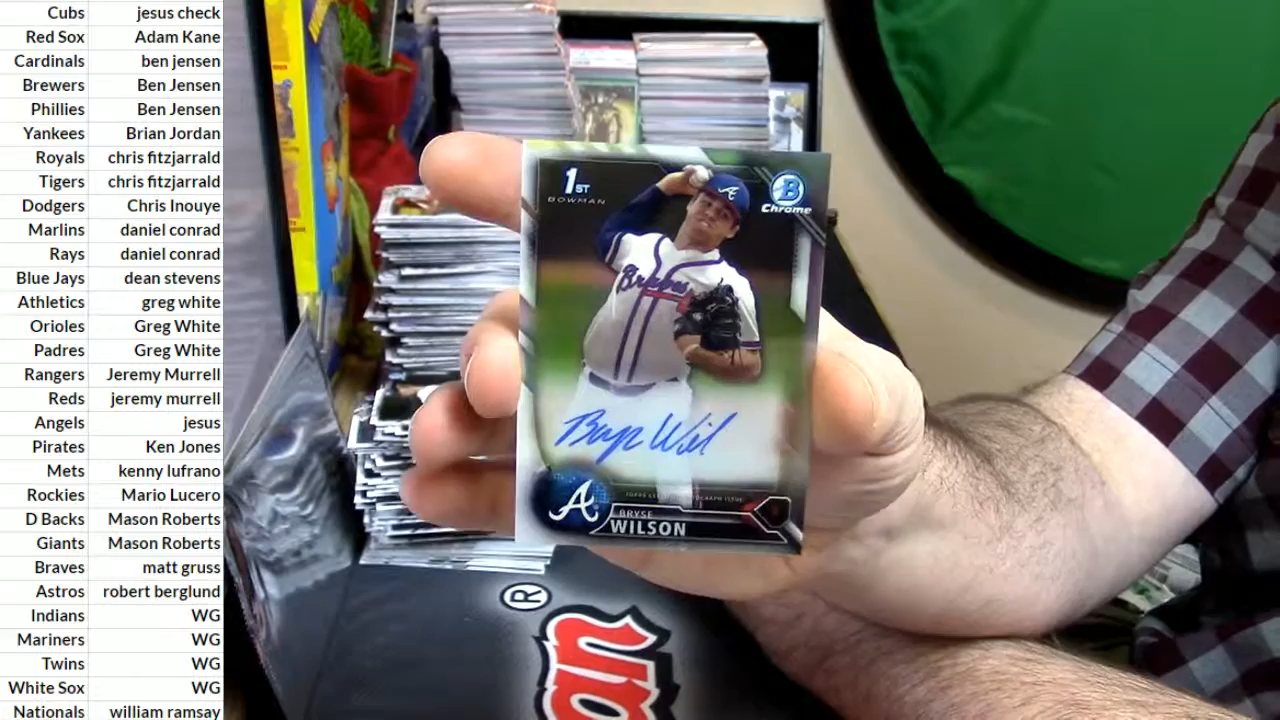 Cubs jesus check
Red Sox Adam Kane
Cardinals ben jensen
Brewers Ben Jensen
Phillies Ben Jensen
Yankees Brian Jordan
Royals chris fitzjarrald
Tigers chris fitzjarrald
Dodgers Chris Inouye
Marlins daniel conrad
Rays daniel conrad
Blue Jays dean stevens
Athletics greg white
Orioles Greg White
Padres Greg White
Rangers Jeremy Murrell
Reds jeremy murrell
Angels jesus
Pirates Ken Jones
Mets kenny lufrano
Rockies Mario Lucero
D Backs Mason Roberts
Giants Mason Roberts
Braves matt gruss
Astros robert berglund
Indians WG
Mariners WG
Twins WG
White Sox WG
Nationals william ramsay
1ST
BOWMAN
B
Chrome
A
Braves
A
BRYSE
WILSON
®